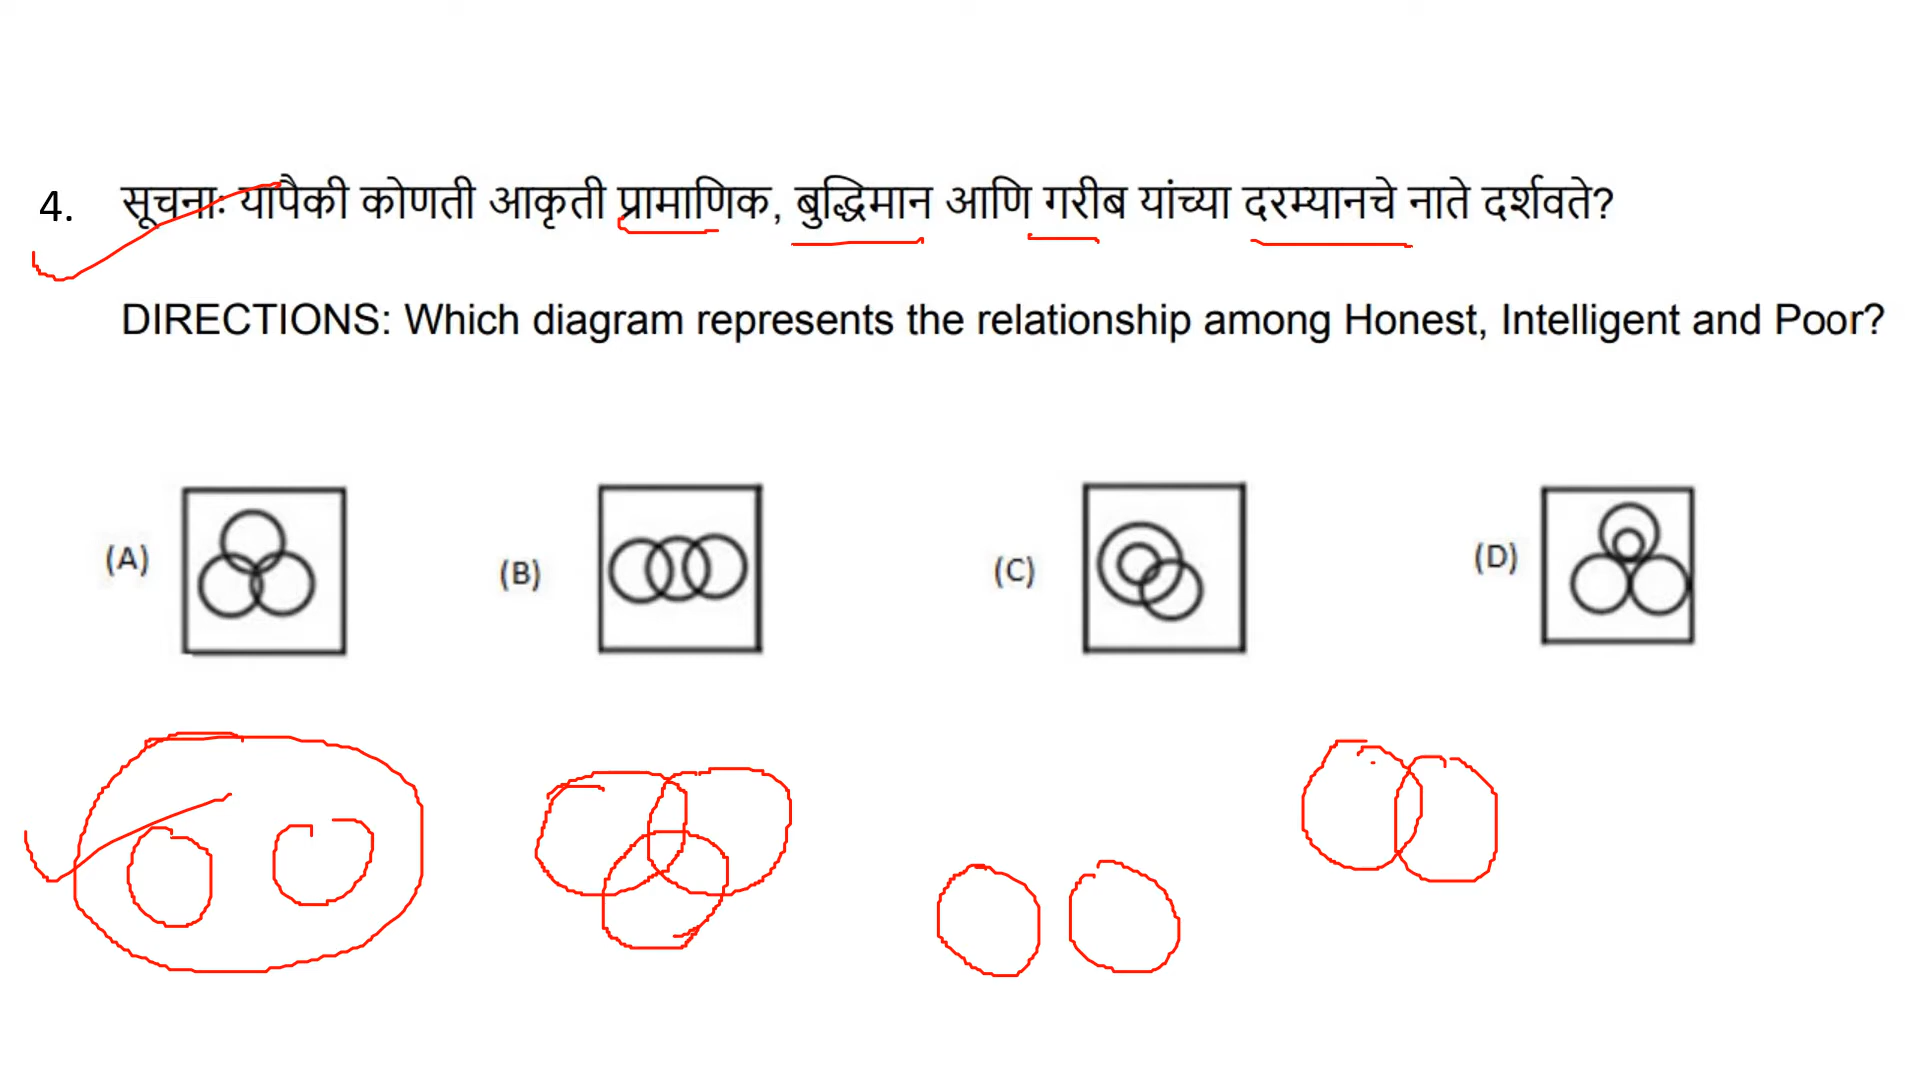 4. सूचनाः यापैकी कोणती आकृती प्रामाणिक, बुद्धिमान आणि गरीब यांच्या दरम्यानचे नाते दर्शवते?
DIRECTIONS: Which diagram represents the relationship among Honest, Intelligent and Poor?
(A) (B) (C) (D)